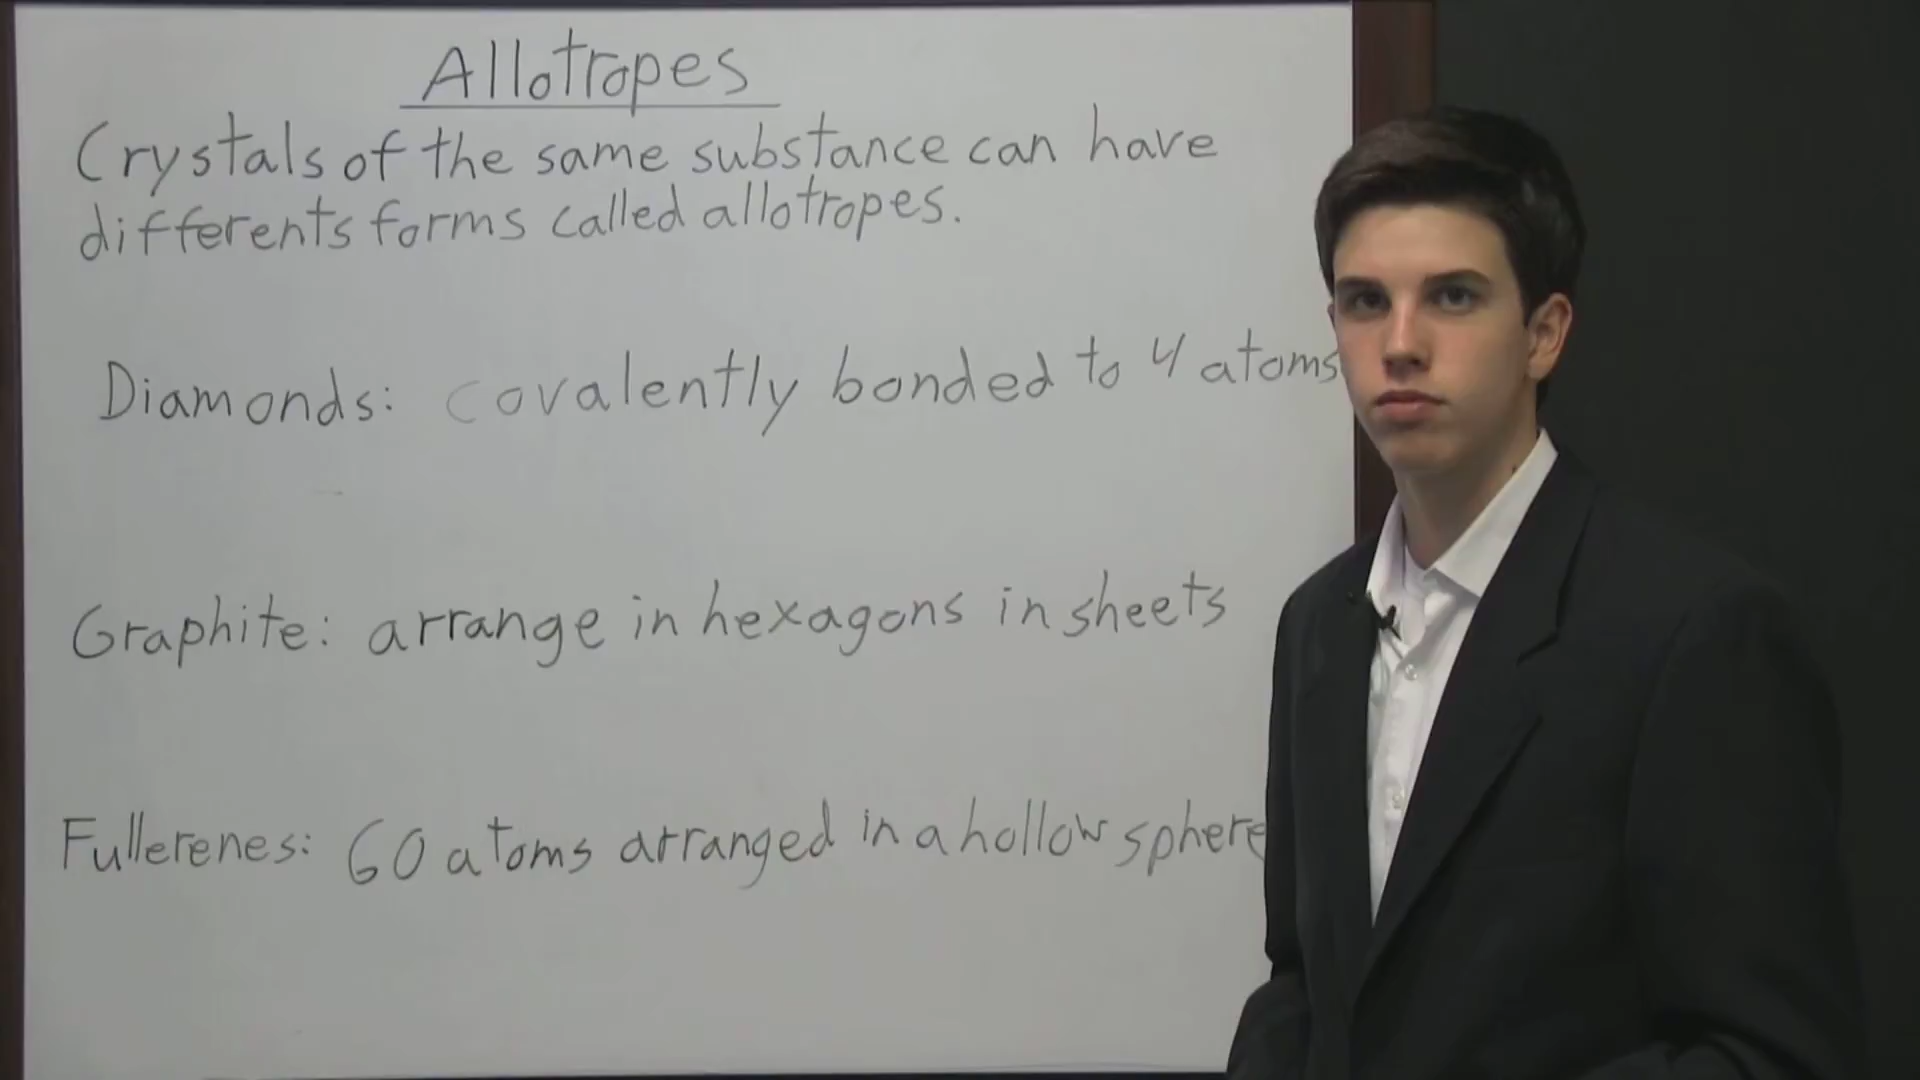 Allotropes
Crystals of the same substance can have
differents forms called allotropes.
Diamonds: covalently bonded to 4 atoms
Graphite: arrange in hexagons in sheets
Fullerenes: 60 atoms arranged in a hollow sphere